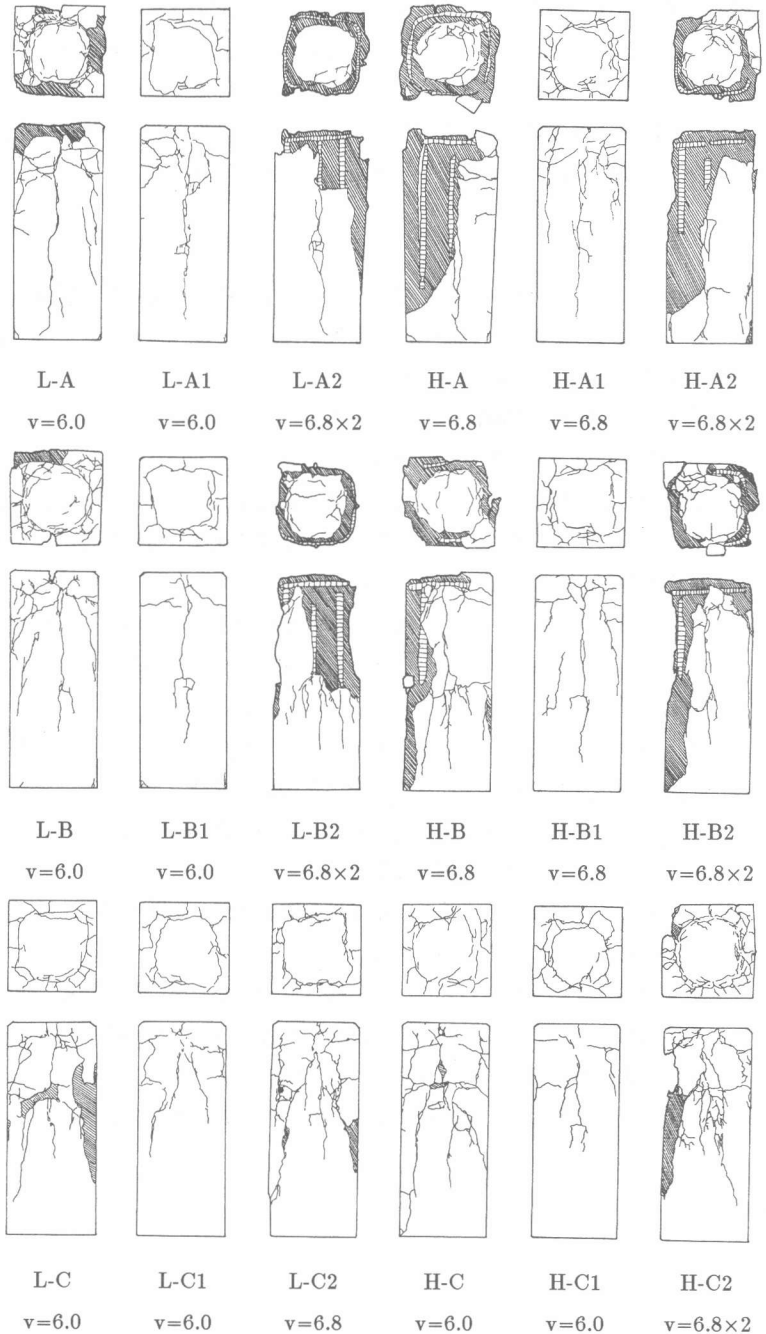 L-A L-A1 L-A2 H-A H-A1 H-A2
v=6.0 v=6.0 v=6.8×2 v=6.8 v=6.8 v=6.8×2
L-B L-B1 L-B2 H-B H-B1 H-B2
v=6.0 v=6.0 v=6.8×2 v=6.8 v=6.8 v=6.8×2
L-C L-C1 L-C2 H-C H-C1 H-C2
v=6.0 v=6.0 v=6.8 v=6.0 v=6.0 v=6.8×2